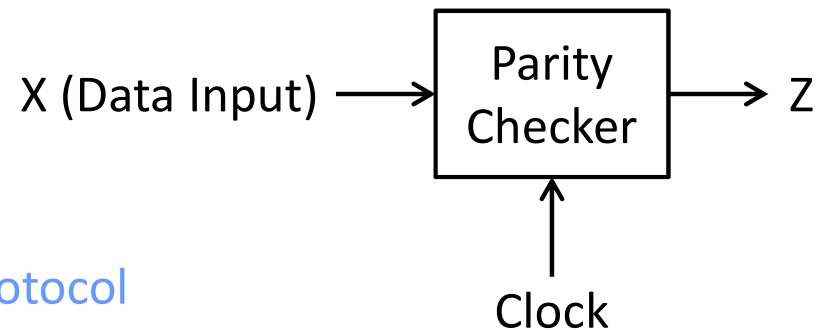 Parity
X (Data Input)
Checker
Z
otocol
Clock